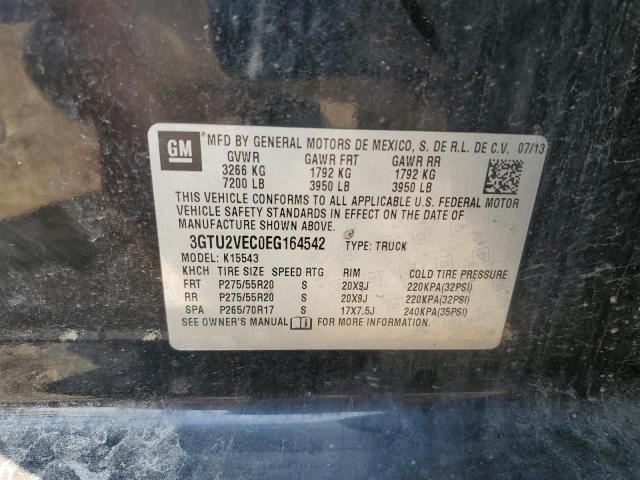 GM
*MFD BY GENERAL MOTORS DE MEXICO, S. DE R.L. DE C.V. 07/13
GVWR GAWR FRT GAWR RR
3266 KG 1792 KG 1792 KG
7200 LB 3950 LB 3950 LB
THIS VEHICLE CONFORMS TO ALL APPLICABLE U.S. FEDERAL MOTOR
VEHICLE SAFETY STANDARDS IN EFFECT ON THE DATE OF
MANUFACTURE SHOWN ABOVE.
3GTU2VEC0EG164542 TYPE: TRUCK
MODEL: K15543
KHCH TIRE SIZE SPEED RTG RIM COLD TIRE PRESSURE
FRT P275/55R20 S 20X9J 220KPA(32PSI)
RR P275/55R20 S 20X9J 220KPA(32PSI)
SPA P265/70R17 S 17X7.5J 240KPA(35PSI)
SEE OWNER'S MANUAL FOR MORE INFORMATION.